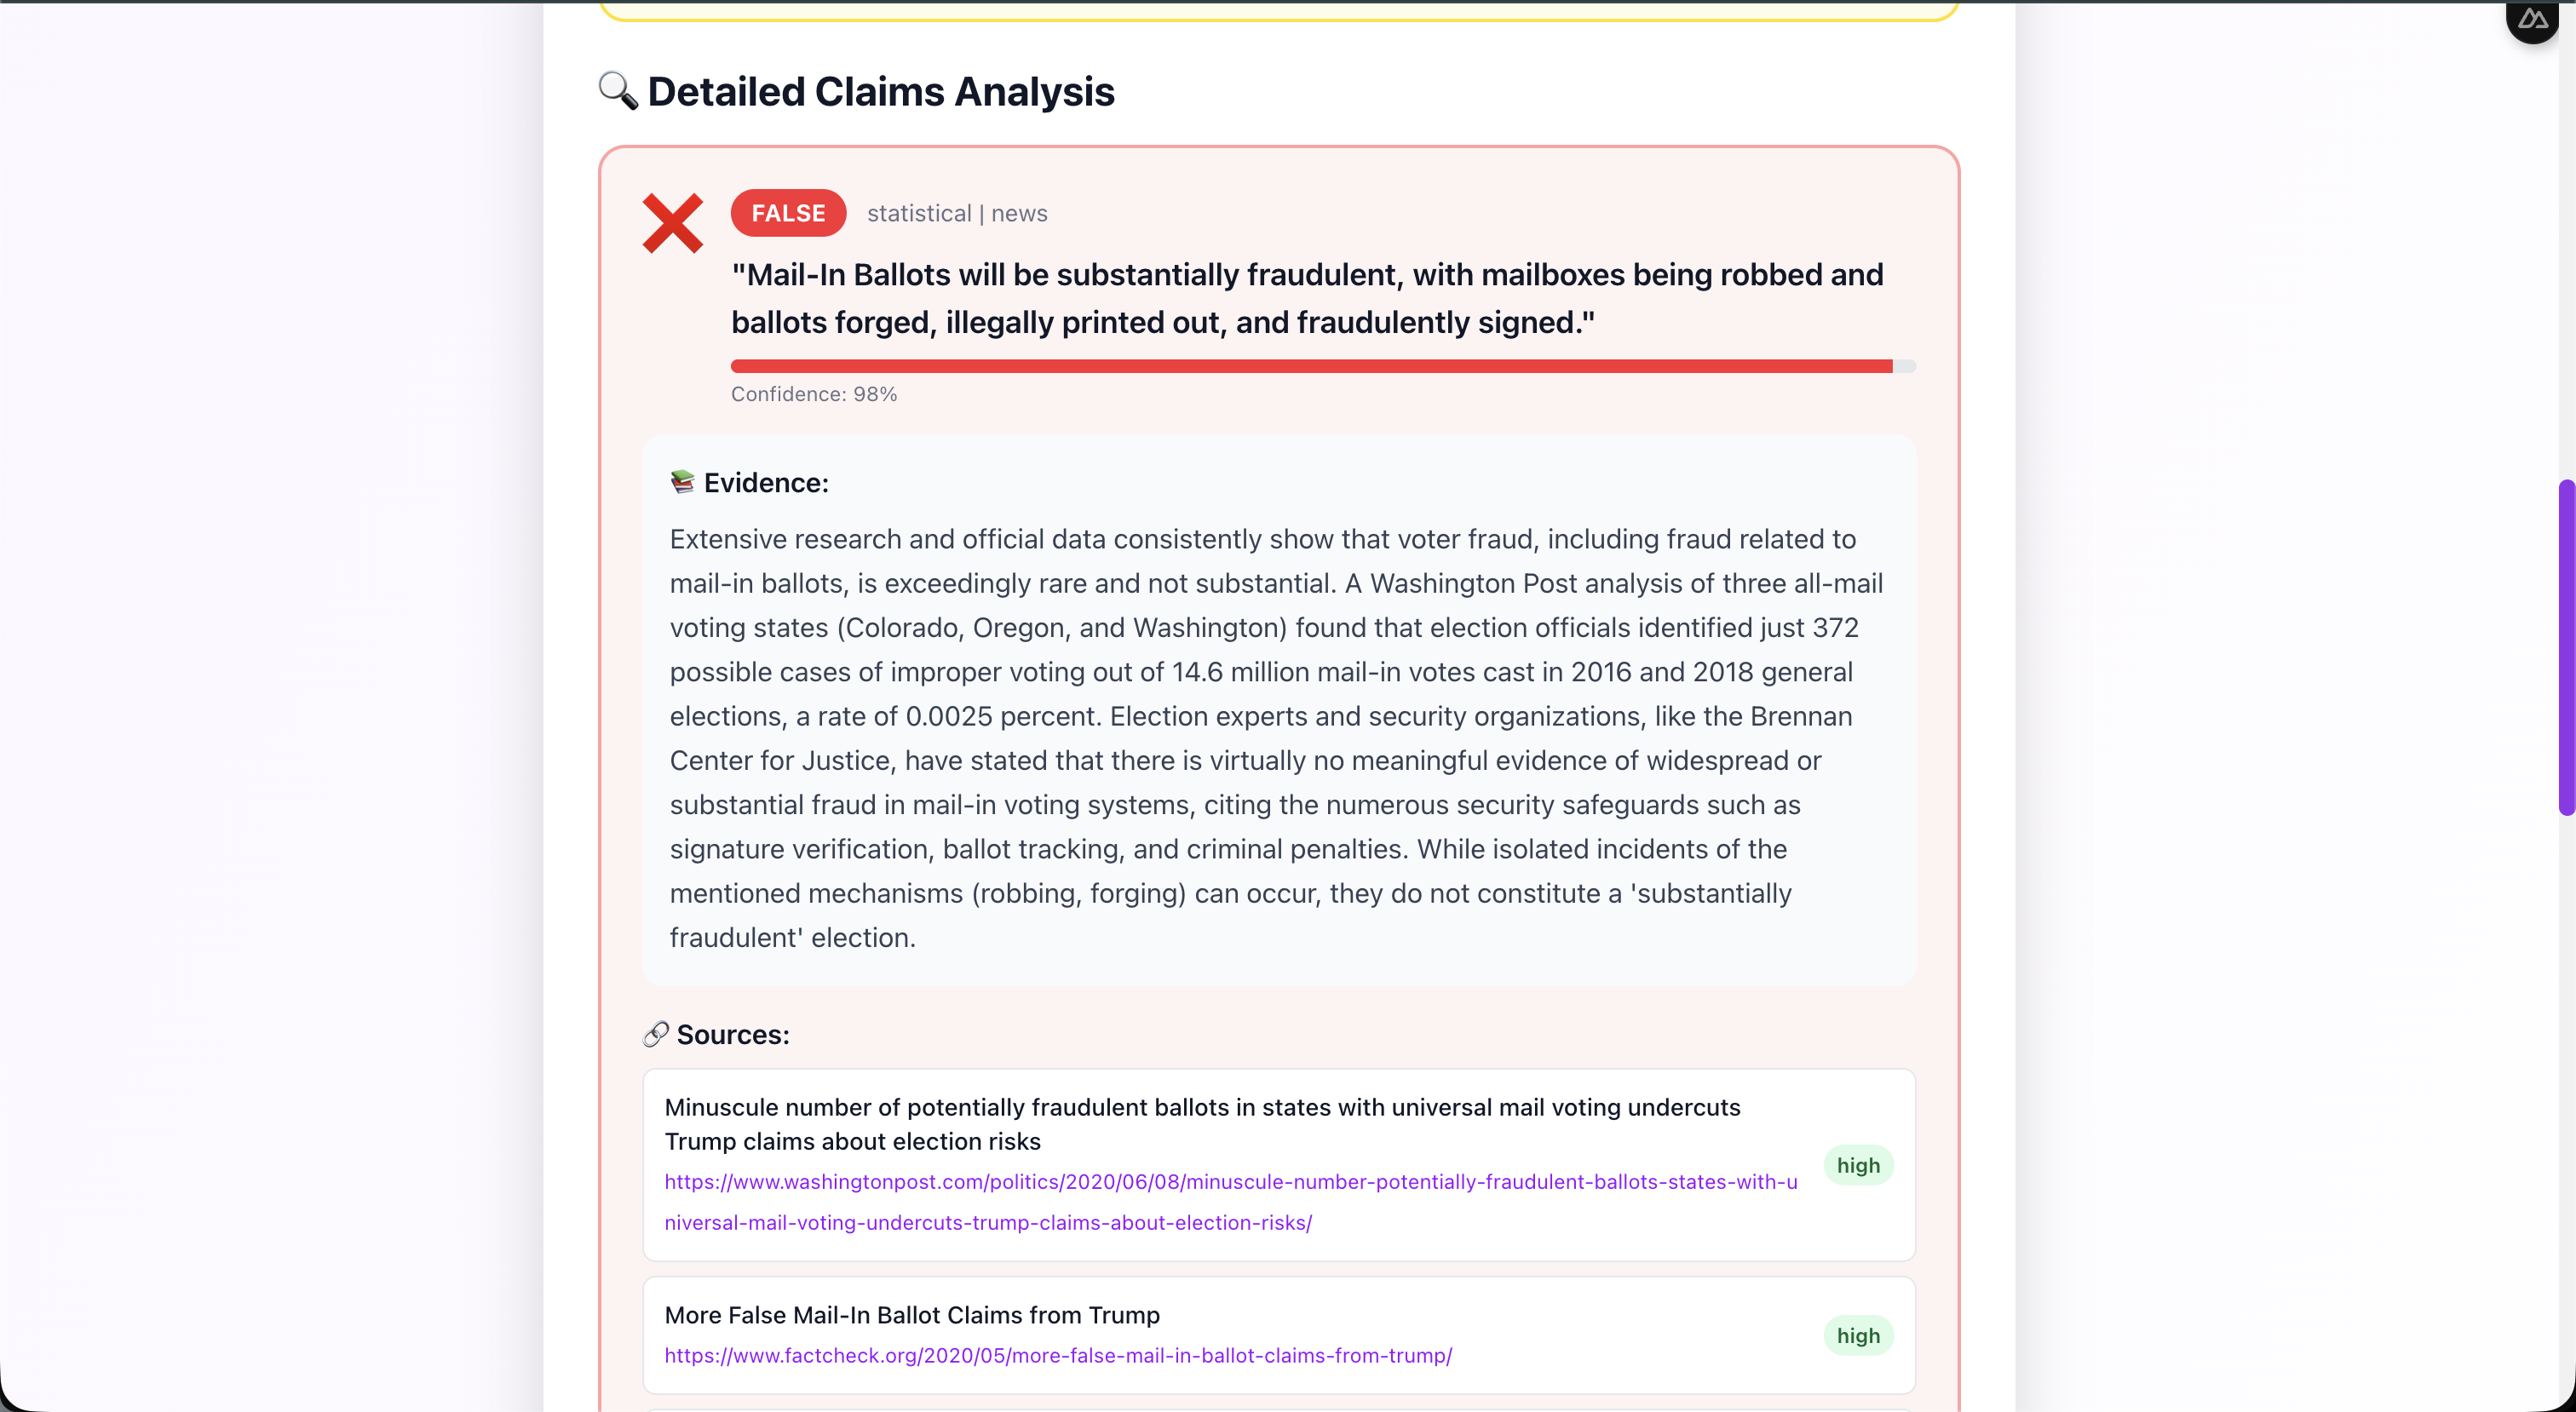 Detailed Claims Analysis
FALSE
statistical | news
"Mail-In Ballots will be substantially fraudulent, with mailboxes being robbed and
ballots forged, illegally printed out, and fraudulently signed."
Confidence: 98%
Evidence:
Extensive research and official data consistently show that voter fraud, including fraud related to
mail-in ballots, is exceedingly rare and not substantial. A Washington Post analysis of three all-mail
voting states (Colorado, Oregon, and Washington) found that election officials identified just 372
possible cases of improper voting out of 14.6 million mail-in votes cast in 2016 and 2018 general
elections, a rate of 0.0025 percent. Election experts and security organizations, like the Brennan
Center for Justice, have stated that there is virtually no meaningful evidence of widespread or
substantial fraud in mail-in voting systems, citing the numerous security safeguards such as
signature verification, ballot tracking, and criminal penalties. While isolated incidents of the
mentioned mechanisms (robbing, forging) can occur, they do not constitute a 'substantially
fraudulent' election.
Sources:
Minuscule number of potentially fraudulent ballots in states with universal mail voting undercuts
Trump claims about election risks
https://www.washingtonpost.com/politics/2020/06/08/minuscule-number-potentially-fraudulent-ballots-states-with-u
niversal-mail-voting-undercuts-trump-claims-about-election-risks/
high
More False Mail-In Ballot Claims from Trump
https://www.factcheck.org/2020/05/more-false-mail-in-ballot-claims-from-trump/
high